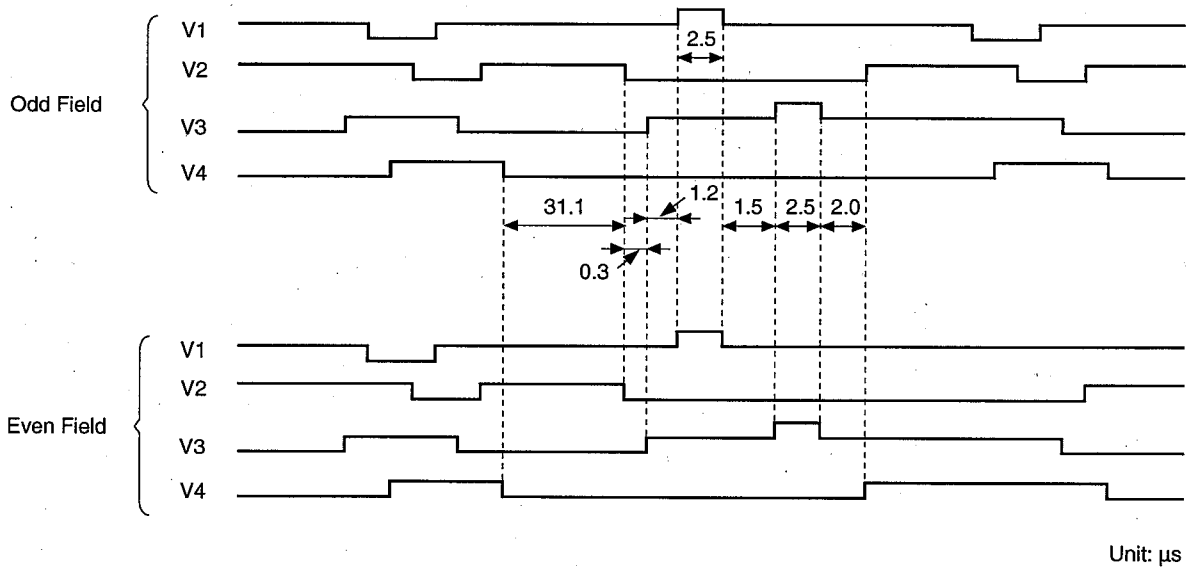 V1
2.5
V2
Odd Field
V3
V4
1.2
31.1
1.5
2.5
2.0
0.3
V1
V2
Even Field
V3
V4
Unit: μs